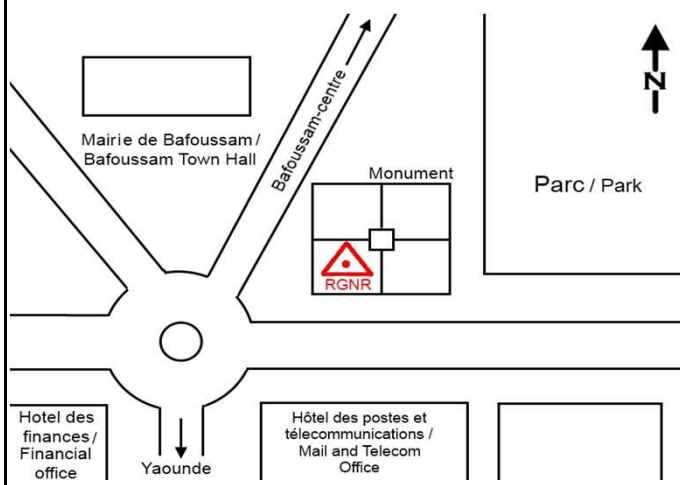 Mairie de Bafoussam /
Bafoussam Town Hall
Bafoussam-centre
Monument
RGNR
Parc / Park
N
Hotel des
finances /
Financial
office
Yaounde
Hôtel des postes et
télécommunications /
Mail and Telecom
Office